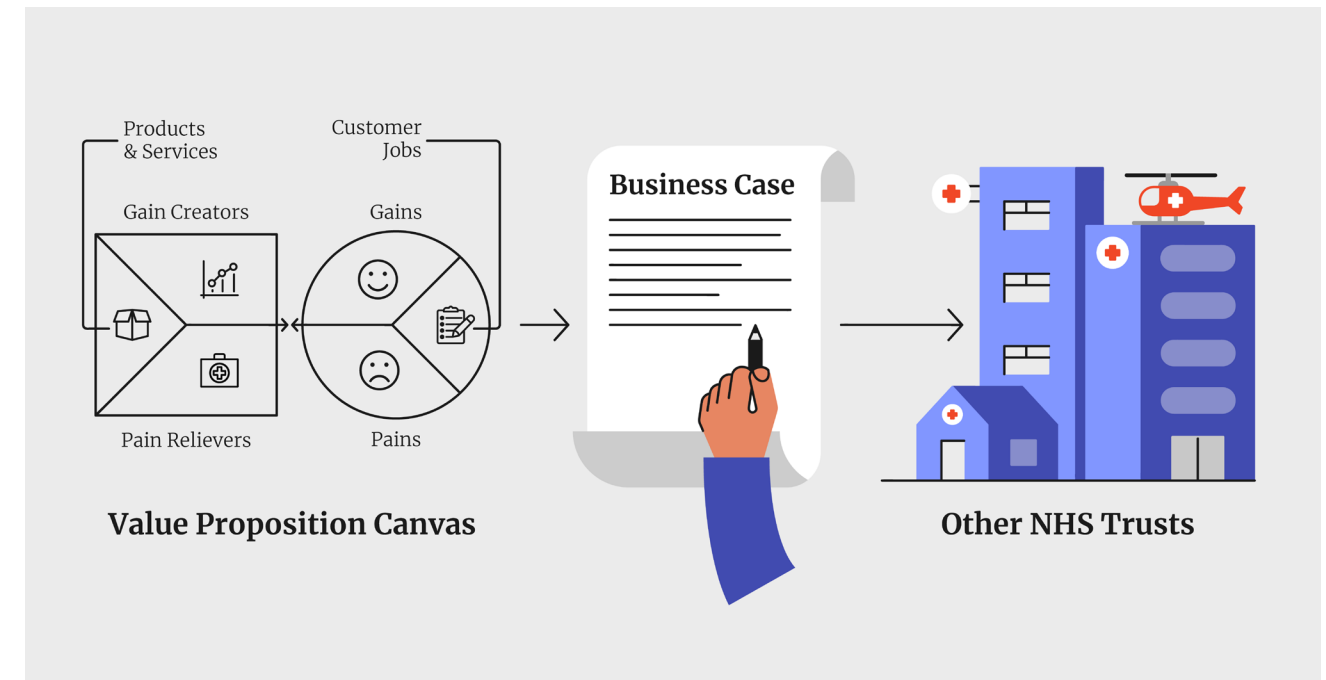 Products
& Services
Customer
Jobs
Gain Creators
Gains
Pain Relievers
Pains
Value Proposition Canvas
Business Case
Other NHS Trusts